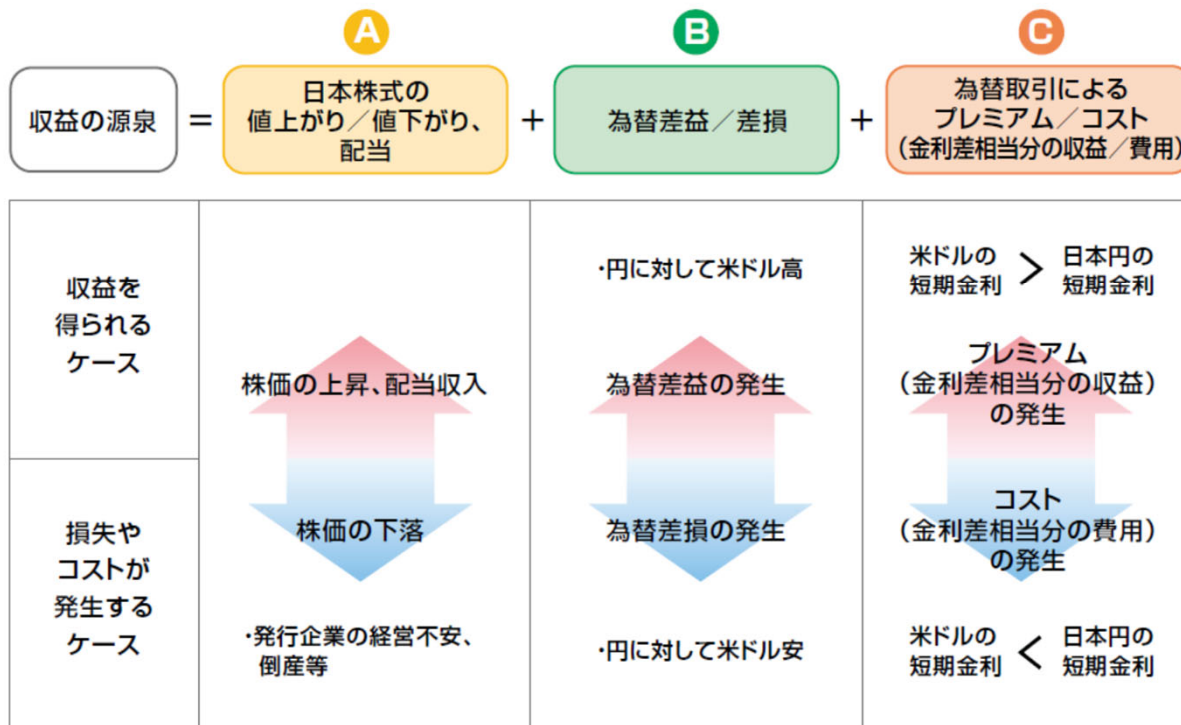 A
B
C
収益の源泉
=
日本株式の
値上がり／値下がり、
配当
+
為替差益／差損
+
為替取引による
プレミアム／コスト
（金利差相当分の収益／費用）
収益を
得られる
ケース
株価の上昇、配当収入
・円に対して米ドル高
為替差益の発生
米ドルの
短期金利
>
日本円の
短期金利
プレミアム
（金利差相当分の収益）
の発生
損失や
コストが
発生する
ケース
株価の下落
・発行企業の経営不安、
倒産等
為替差損の発生
・円に対して米ドル安
コスト
（金利差相当分の費用）
の発生
米ドルの
短期金利
<
日本円の
短期金利